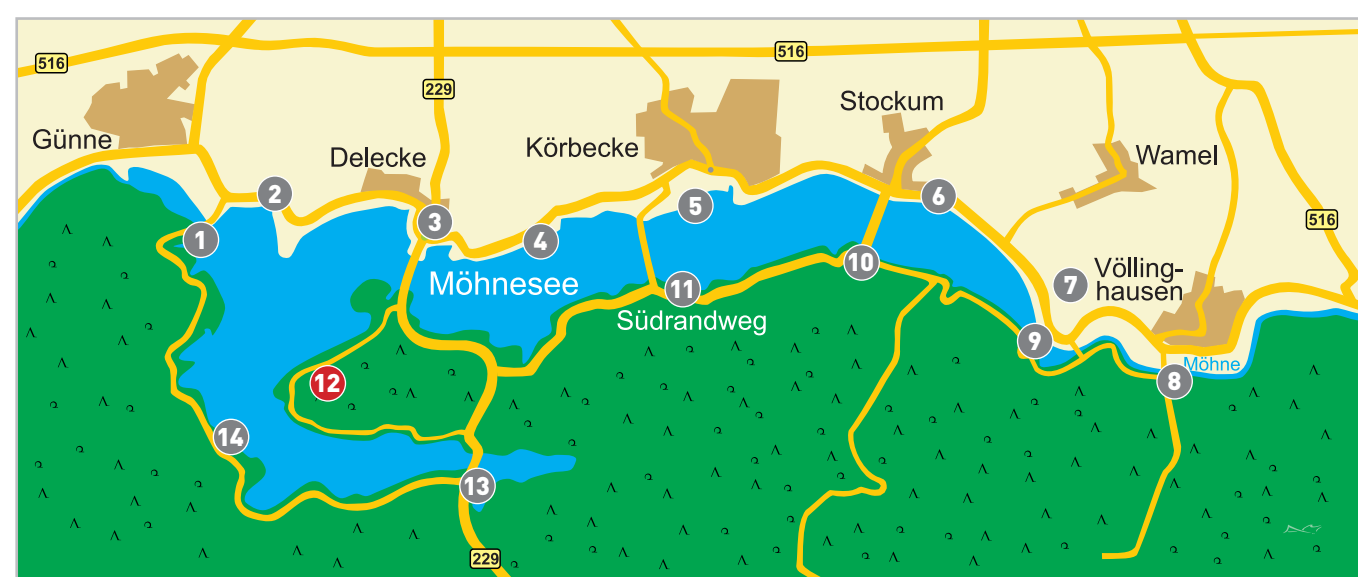 516
516
229
Stockum
Günne
Delecke
Körbecke
Wamel
2
6
5
3
516
1
4
10
Völling-
hausen
7
Möhnesee
11
Südrandweg
9
Möhne
8
12
14
13
229